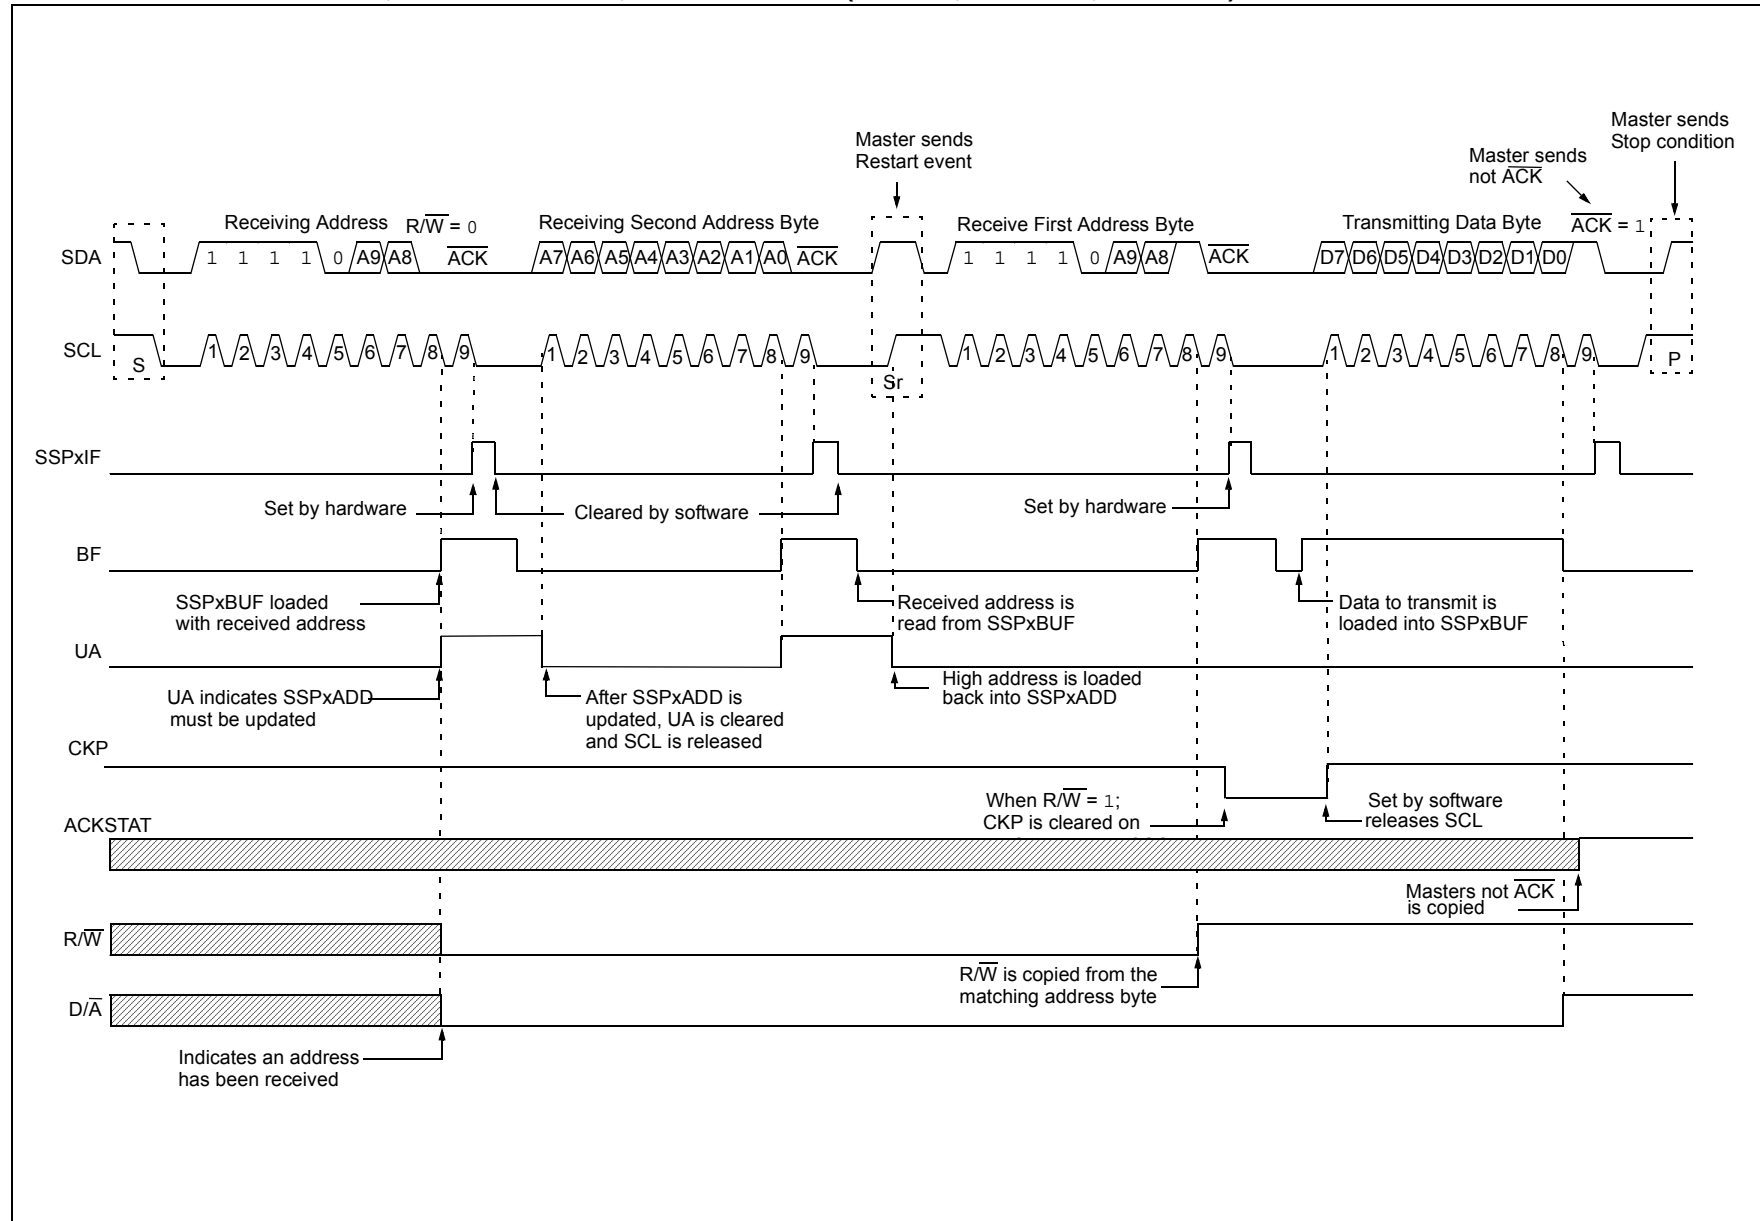 Master sends
Restart event
Master sends
not ACK
Master sends
Stop condition
Receiving Address R/W = 0
Receiving Second Address Byte
Receive First Address Byte
Transmitting Data Byte
ACK = 1
SDA 1 1 1 1 0 A9 A8 ACK A7 A6 A5 A4 A3 A2 A1 A0 ACK 1 1 1 1 0 A9 A8 ACK D7 D6 D5 D4 D3 D2 D1 D0
SCL S 1 2 3 4 5 6 7 8 9 1 2 3 4 5 6 7 8 9 Sr 1 2 3 4 5 6 7 8 9 1 2 3 4 5 6 7 8 9 P
SSPxIF
Set by hardware
Cleared by software
Set by hardware
BF
SSPxBUF loaded
with received address
Received address is
read from SSPxBUF
Data to transmit is
loaded into SSPxBUF
UA
UA indicates SSPxADD
must be updated
After SSPxADD is
updated, UA is cleared
and SCL is released
High address is loaded
back into SSPxADD
CKP
When R/W = 1;
CKP is cleared on
Set by software
releases SCL
ACKSTAT
Masters not ACK
is copied
R/W
R/W is copied from the
matching address byte
D/A
Indicates an address
has been received